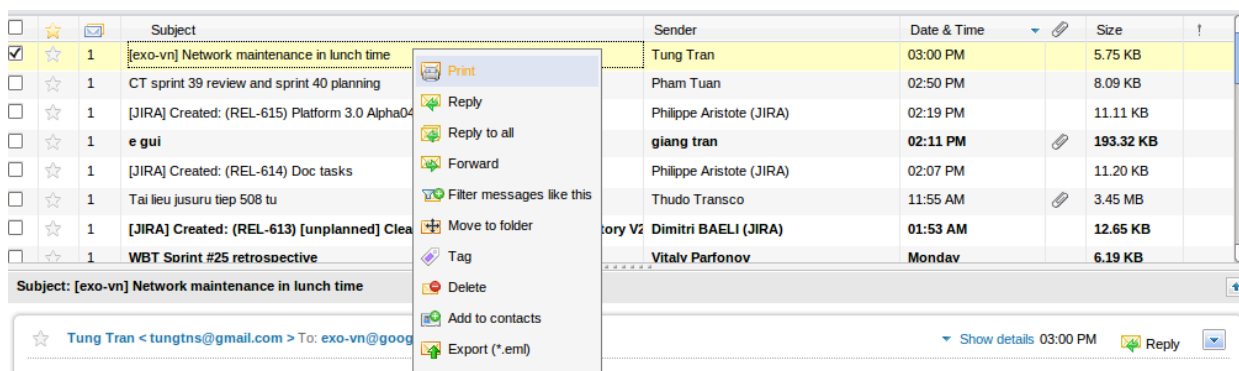 Subject Sender Date & Time Size !
1 [exo-vn] Network maintenance in lunch time Tung Tran 03:00 PM 5.75 KB
Print
1 CT sprint 39 review and sprint 40 planning Pham Tuan 02:50 PM 8.09 KB
Reply
1 [JIRA] Created: (REL-615) Platform 3.0 Alpha04 Philippe Aristote (JIRA) 02:19 PM 11.11 KB
Reply to all
1 e gui giang tran 02:11 PM 193.32 KB
Forward
1 [JIRA] Created: (REL-614) Doc tasks Philippe Aristote (JIRA) 02:07 PM 11.20 KB
Filter messages like this
1 Tai lieu jusuru tiep 508 tu Thudo Transco 11:55 AM 3.45 MB
Move to folder
1 [JIRA] Created: (REL-613) [unplanned] Clea tory V2 Dimitri BAELI (JIRA) 01:53 AM 12.65 KB
Tag
1 WBT Sprint #25 retrospective Vitaly Parfonov Monday 6.19 KB
Subject: [exo-vn] Network maintenance in lunch time
Delete
Add to contacts
Tung Tran < tungtns@gmail.com > To: exo-vn@goog Show details 03:00 PM Reply
Export (*.eml)